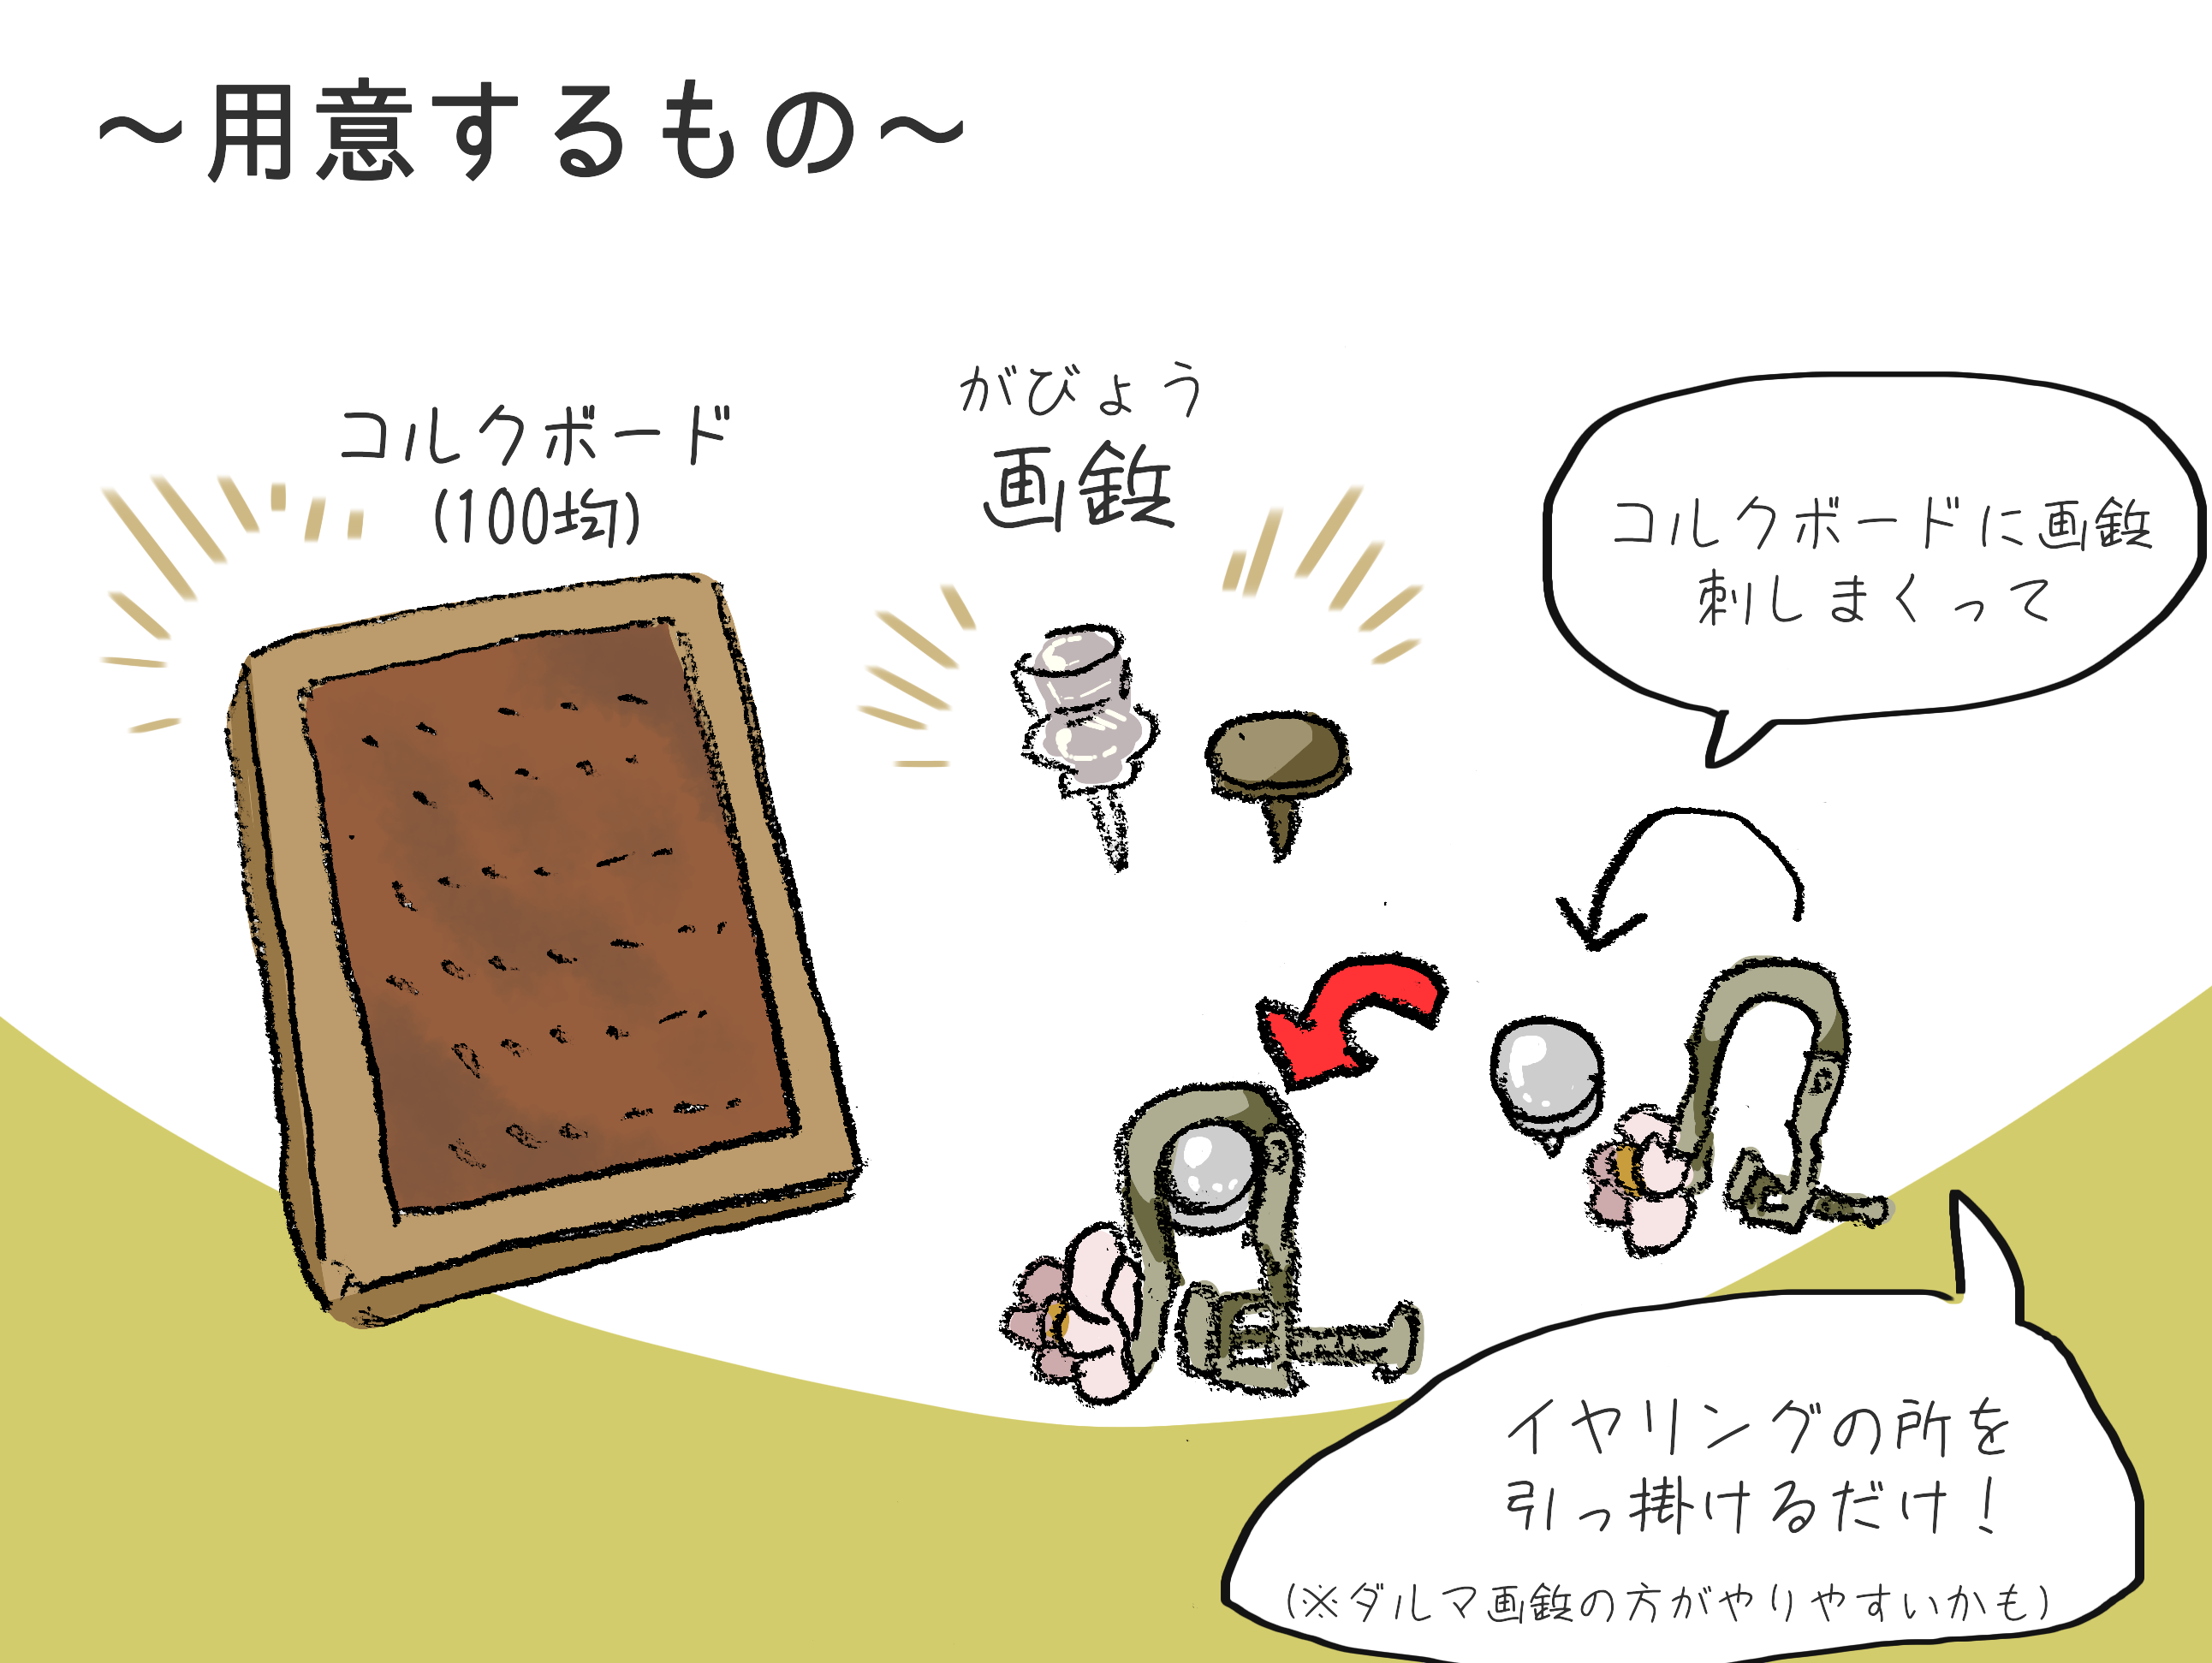 ～用意するもの～
コルクボード
(100均)
がびょう
画鋲
コルクボードに画鋲
刺しまくって
イヤリングの所を
引っ掛けるだけ！
(※ダルマ画鋲の方がやりやすいかも)